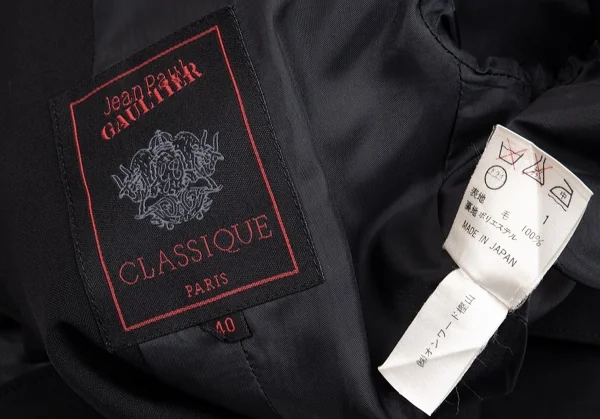 Jean Paul
GAULTIER
CLASSIQUE
PARIS
40
表地 毛 1
裏地 ポリエステル 100%
MADE IN JAPAN
㈱オンワード樫山